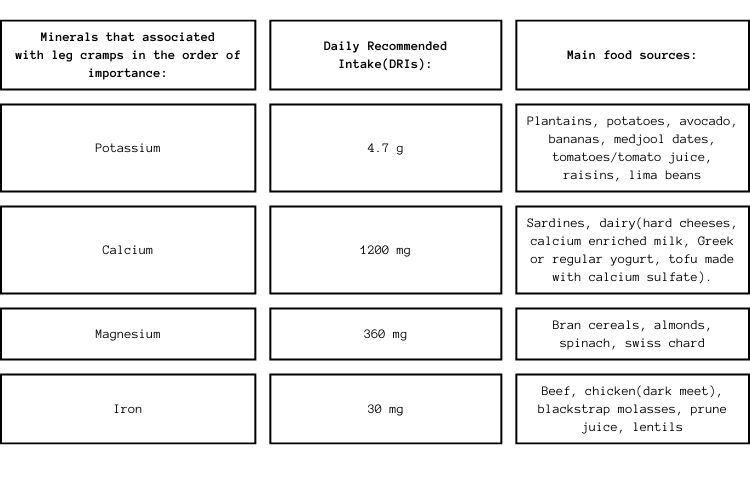 Minerals that associated
with leg cramps in the order of
importance:
Daily Recommended
Intake(DRIs):
Main food sources:
Potassium
4.7 g
Plantains, potatoes, avocado,
bananas, medjool dates,
tomatoes/tomato juice,
raisins, lima beans
Calcium
1200 mg
Sardines, dairy(hard cheeses,
calcium enriched milk, Greek
or regular yogurt, tofu made
with calcium sulfate).
Magnesium
360 mg
Bran cereals, almonds,
spinach, swiss chard
Iron
30 mg
Beef, chicken(dark meet),
blackstrap molasses, prune
juice, lentils